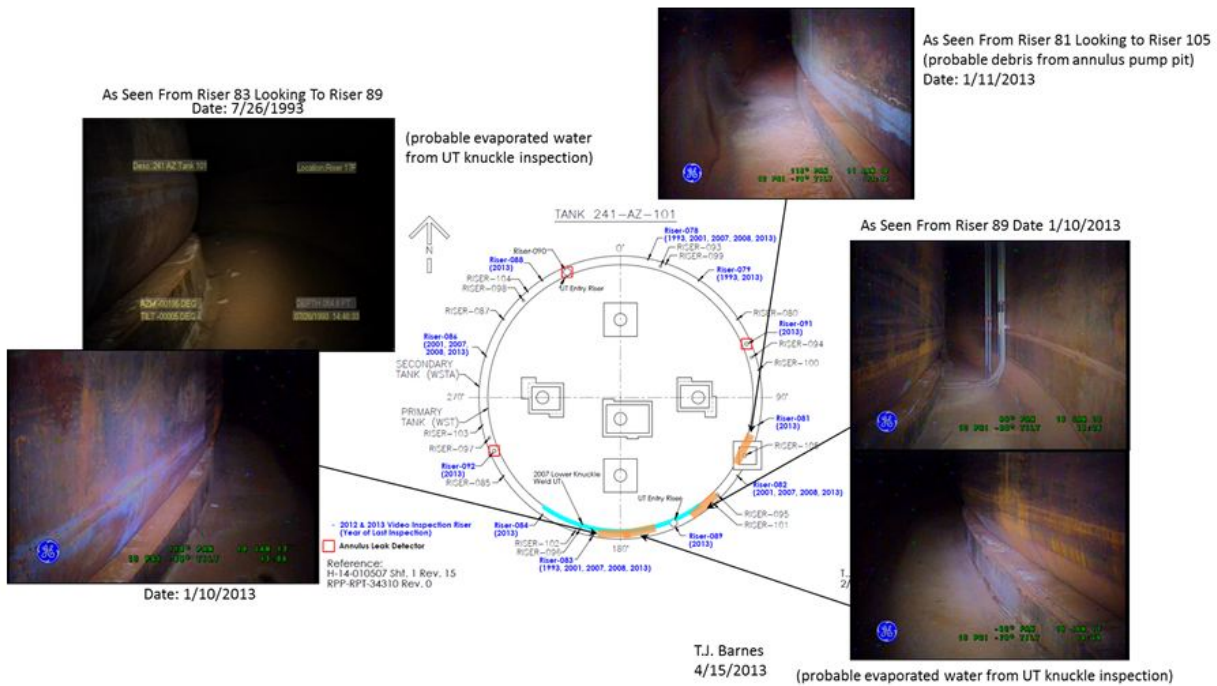 As Seen From Riser 81 Looking to Riser 105
(probable debris from annulus pump pit)
Date: 1/11/2013
As Seen From Riser 83 Looking To Riser 89
Date: 7/26/1993
(probable evaporated water
from UT knuckle inspection)
Desc:241 AZ Tank 101
Location:Riser 17F
As Seen From Riser 89 Date 1/10/2013
TANK 241-AZ-101
N
0°
Riser-078
(1993, 2001, 2007, 2008, 2013)
RISER-093
RISER-099
Riser-090
Riser-088
(2013)
UT Entry Riser
Riser-079
(1993, 2013)
RISER-104
RISER-098
RISER-087
RISER-080
Riser-091
(2013)
RISER-094
RISER-100
Riser-086
(2001, 2007,
2008, 2013)
SECONDARY
TANK (WSTA)
270°
90°
PRIMARY
TANK (WST)
Riser-081
(2013)
RISER-103
RISER-097
Riser-092
(2013)
RISER-085
Riser-082
(2001, 2007, 2008, 2013)
2007 Lower Knuckle
Weld UT
UT Entry Riser
RISER-095
RISER-101
Riser-084
(2013)
RISER-102
RISER-096
Riser-083
(1993, 2001, 2007, 2008, 2013)
180°
Riser-089
(2013)
- 2012 & 2013 Video Inspection Riser
(Year of Last Inspection)
Annulus Leak Detector
Reference:
H-14-010507 Sht. 1 Rev. 15
RPP-RPT-34310 Rev. 0
Date: 1/10/2013
T.J. Barnes
4/15/2013
(probable evaporated water from UT knuckle inspection)